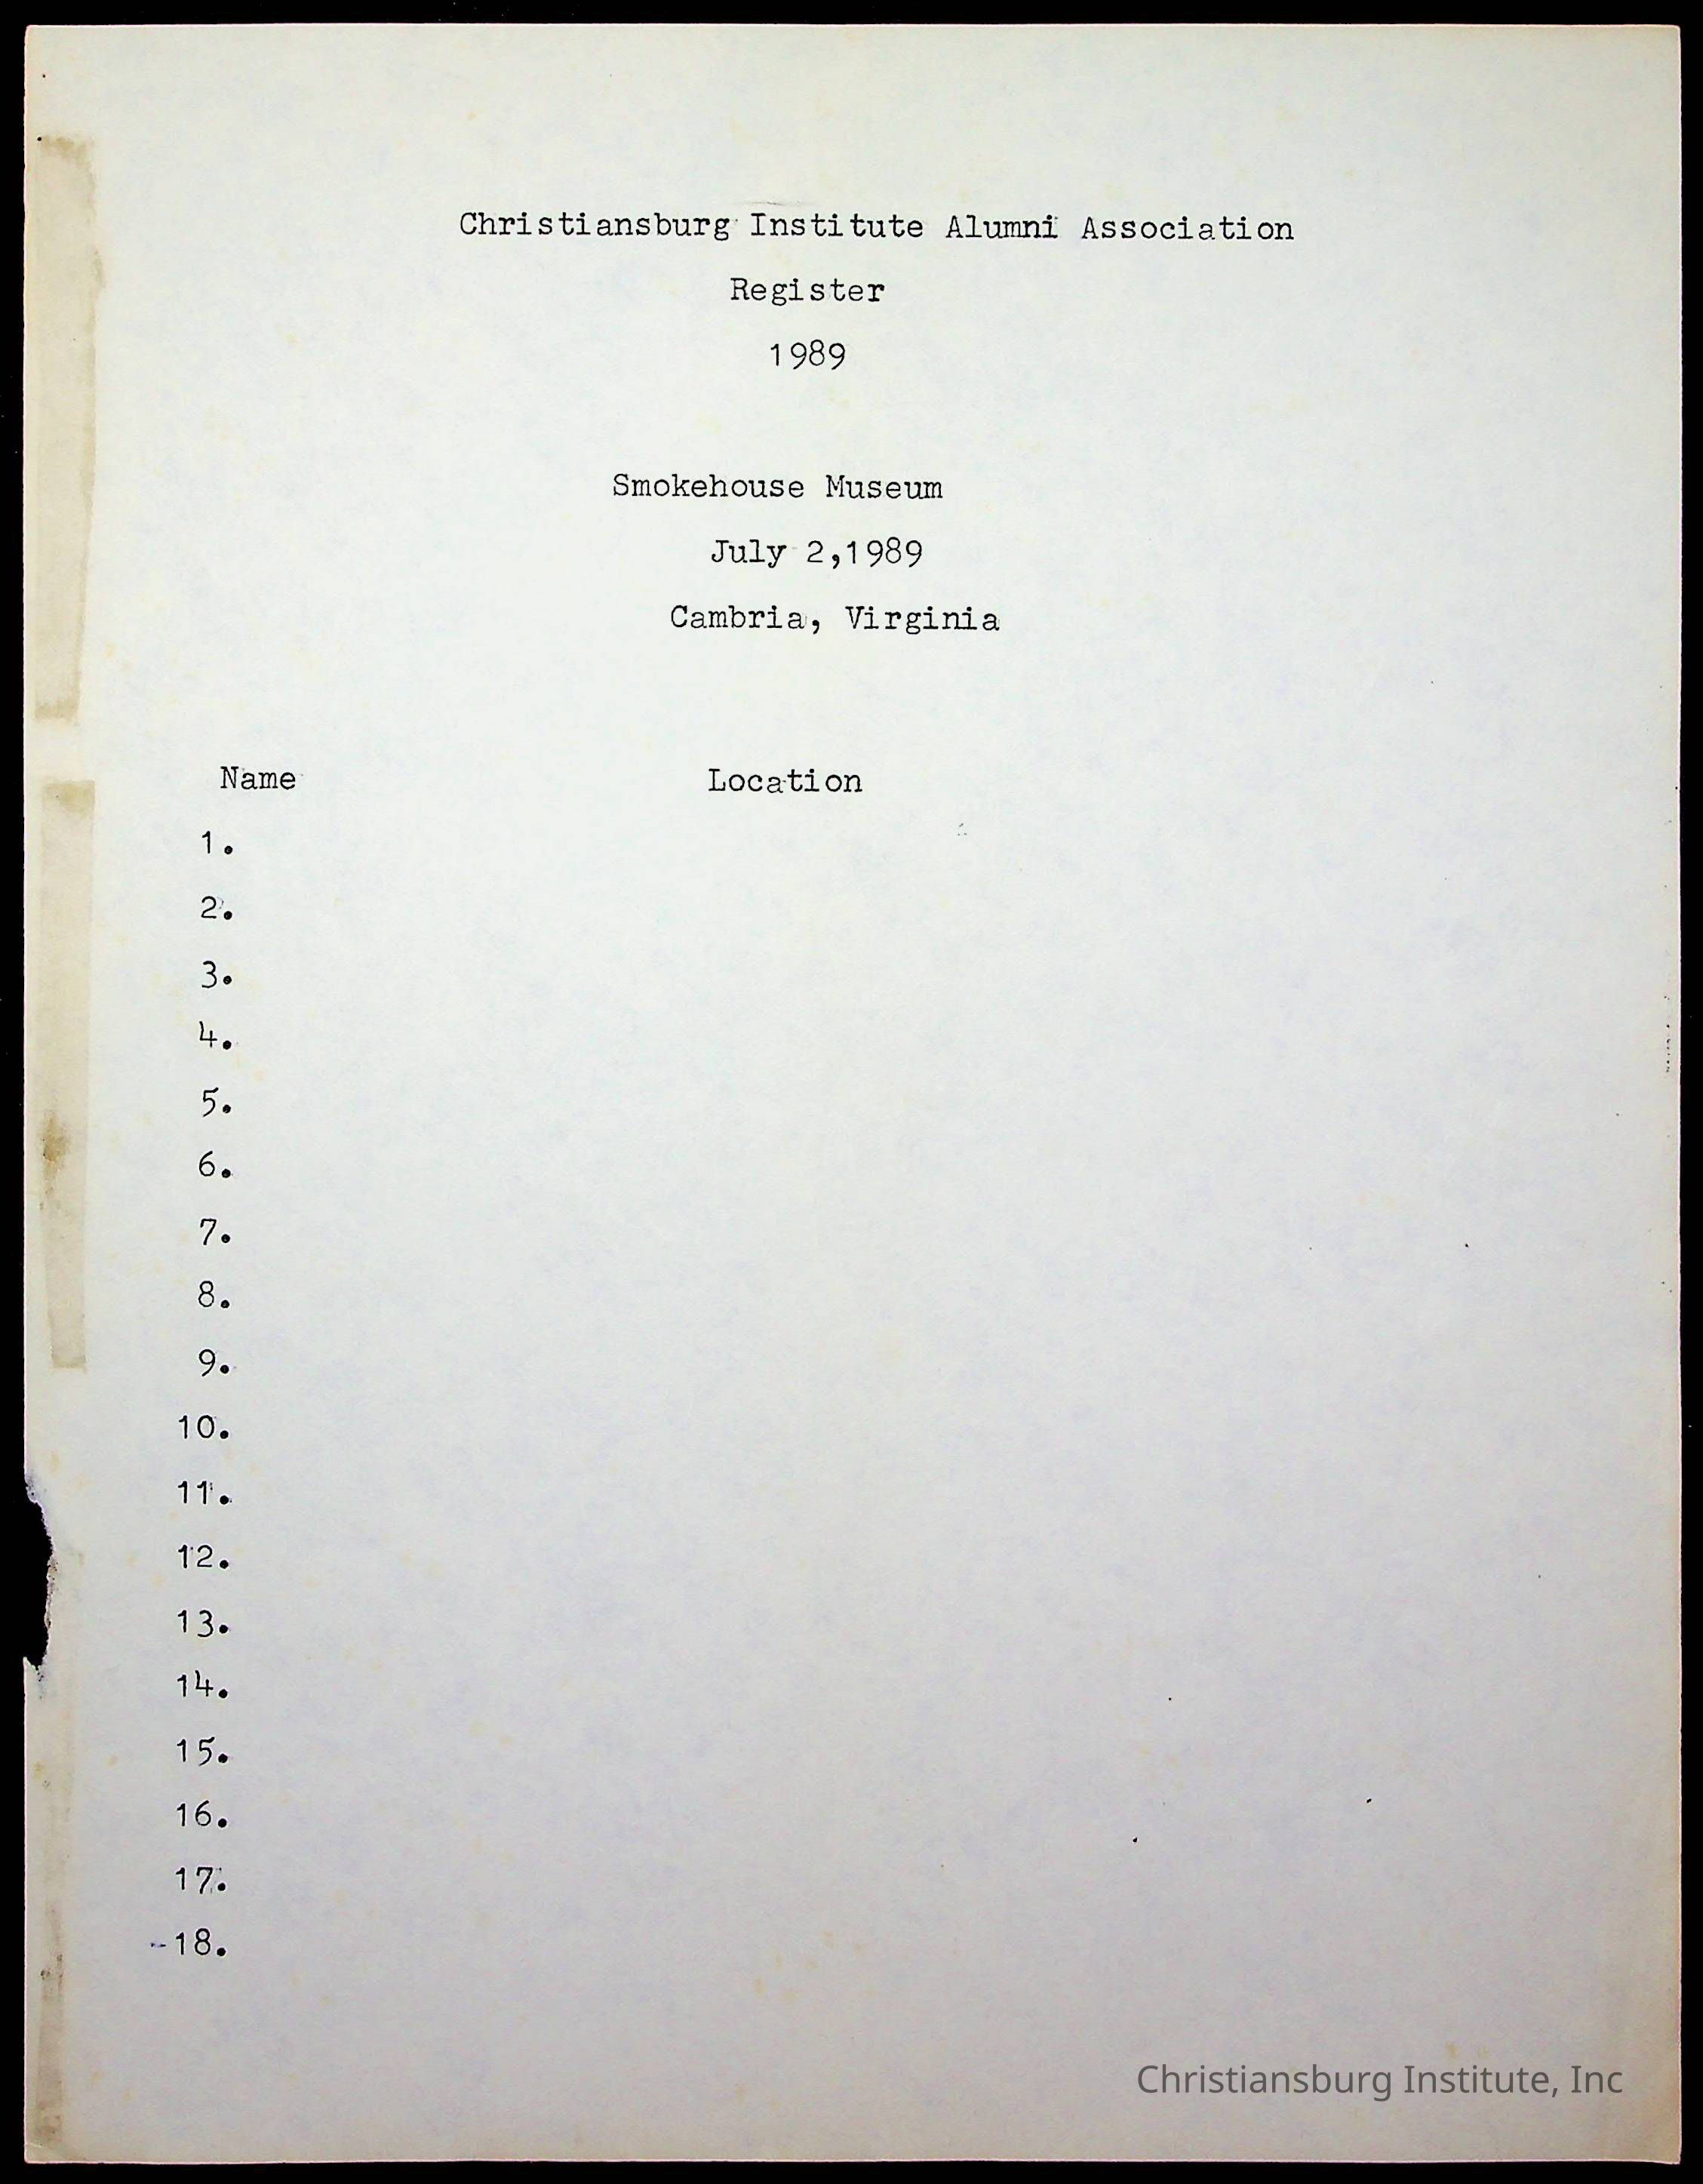 Christiansburg Institute Alumni Association
Register
1989
Smokehouse Museum
July 2,1989
Cambria, Virginia
Name Location
1.
2.
3.
4.
5.
6.
7.
8.
9.
10.
11.
12.
13.
14.
15.
16.
17.
-18.
Christiansburg Institute, Inc